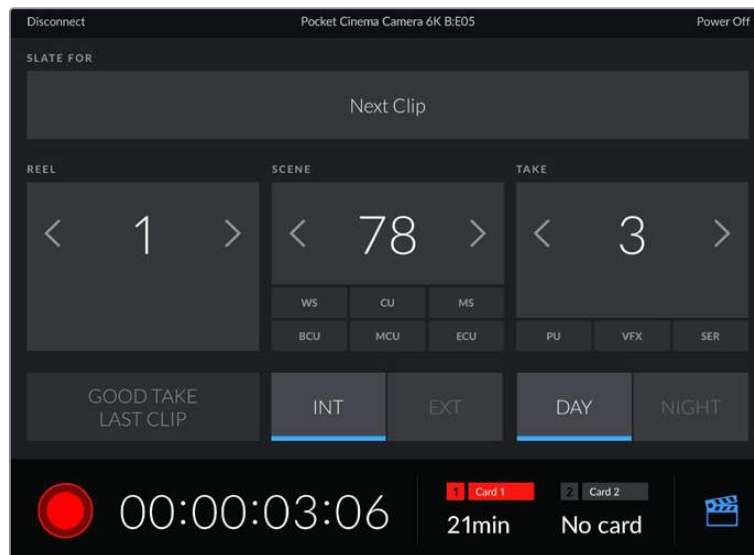 Disconnect Pocket Cinema Camera 6K B:E05 Power Off
SLATE FOR
Next Clip
REEL SCENE TAKE
1 78 3
WS CU MS
BCU MCU ECU PU VFX SER
GOOD TAKE
LAST CLIP
INT EXT DAY NIGHT
00:00:03:06
1 Card 1 2 Card 2
21min No card